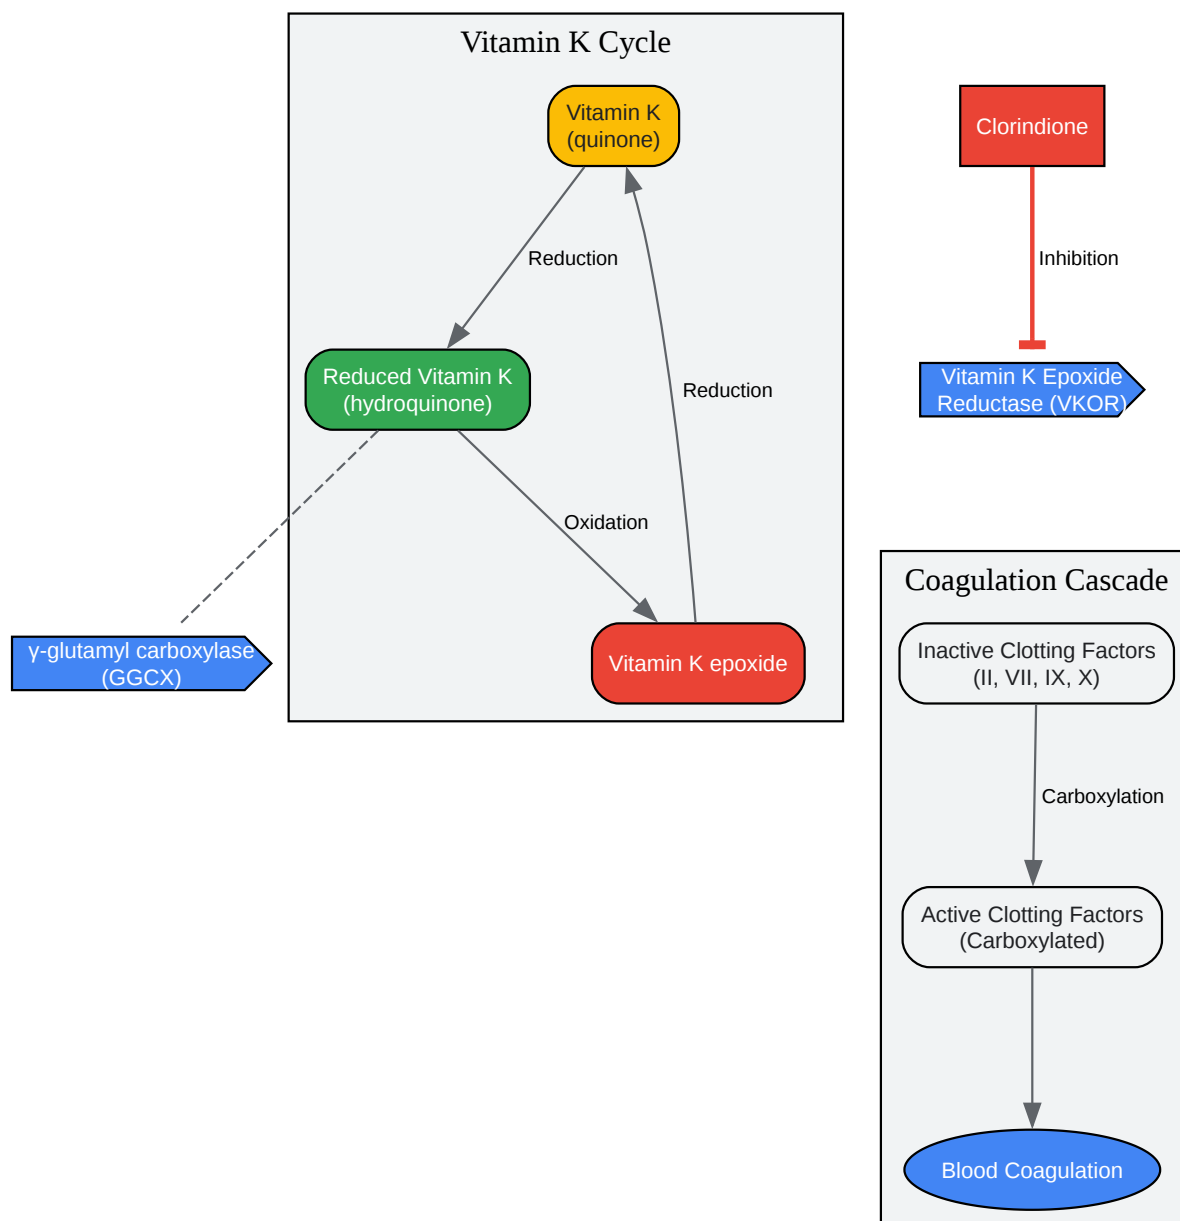 Vitamin K Cycle
Vitamin K
(quinone)
Clorindione
Reduction
Inhibition
Reduced Vitamin K
(hydroquinone)
Reduction
Vitamin K Epoxide
Reductase (VKOR)
Oxidation
γ-glutamyl carboxylase
(GGCX)
Vitamin K epoxide
Coagulation Cascade
Inactive Clotting Factors
(II, VII, IX, X)
Carboxylation
Active Clotting Factors
(Carboxylated)
Blood Coagulation